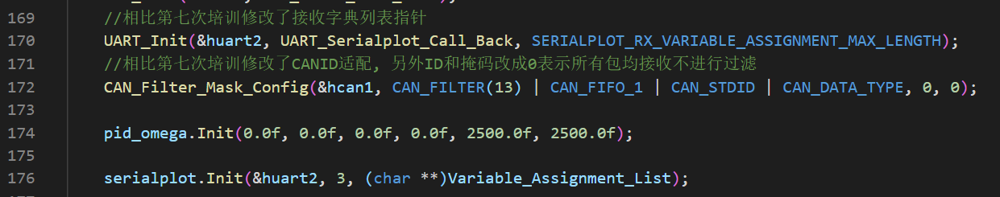 169 //相比第七次培训修改了接收字典列表指针
170 UART_Init(&huart2, UART_Serialplot_Call_Back, SERIALPLOT_RX_VARIABLE_ASSIGNMENT_MAX_LENGTH);
171 //相比第七次培训修改了CANID适配, 另外ID和掩码改成0表示所有包均接收不进行过滤
172 CAN_Filter_Mask_Config(&hcan1, CAN_FILTER(13) | CAN_FIFO_1 | CAN_STDID | CAN_DATA_TYPE, 0, 0);
173
174 pid_omega.Init(0.0f, 0.0f, 0.0f, 0.0f, 2500.0f, 2500.0f);
175
176 serialplot.Init(&huart2, 3, (char **)Variable_Assignment_List);